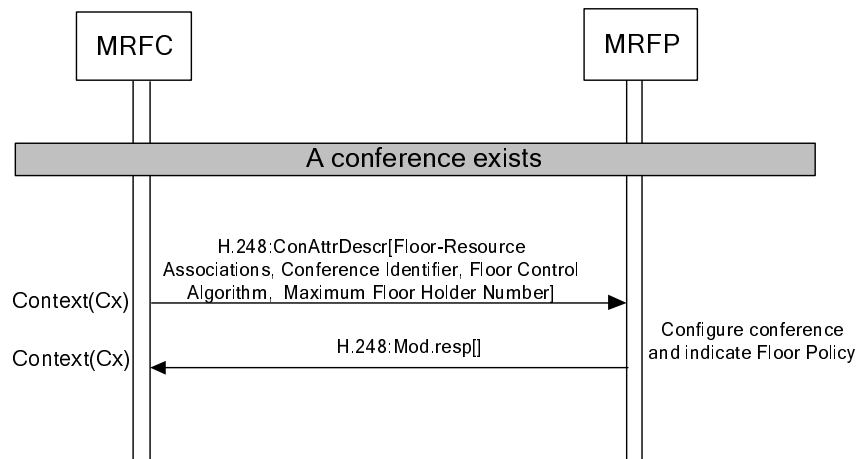 MRFC
MRFP
A conference exists
H.248:ConAttrDescr[Floor-Resource
Associations, Conference Identifier, Floor Control
Algorithm, Maximum Floor Holder Number]
Context(Cx)
Configure conference
and indicate Floor Policy
H.248:Mod.resp[]
Context(Cx)